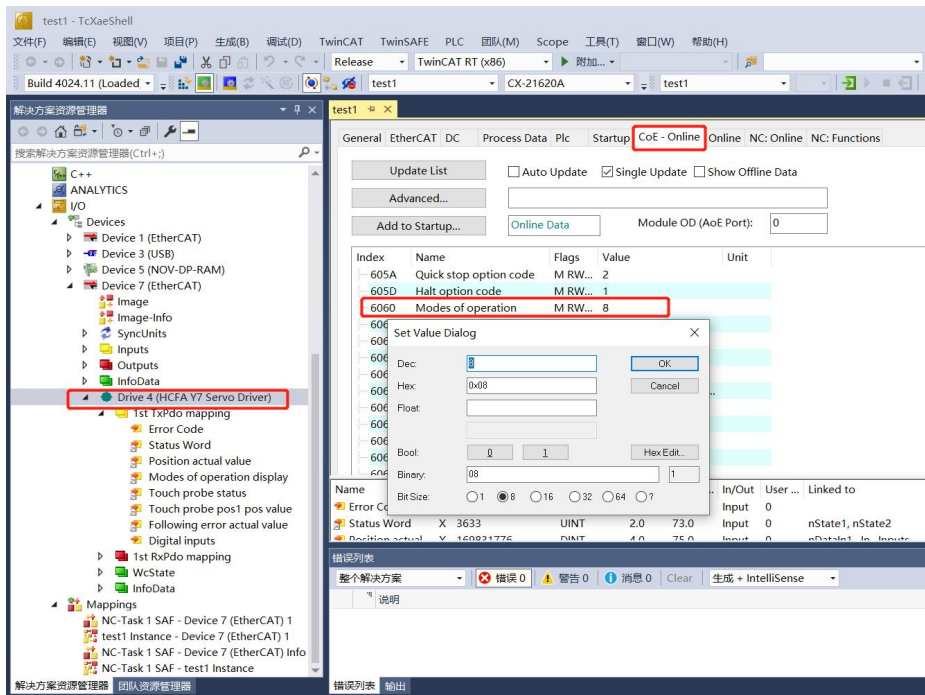 test1 - TcXaeShell
文件(F) 编辑(E) 视图(V) 项目(P) 生成(B) 调试(D) TwinCAT TwinSAFE PLC 团队(M) Scope 工具(T) 窗口(W) 帮助(H)
Release TwinCAT RT (x86) 附加...
Build 4024.11 (Loaded test1 CX-21620A test1
解决方案资源管理器
搜索解决方案资源管理器(Ctrl+;)
C++
ANALYTICS
I/O
Devices
Device 1 (EtherCAT)
Device 3 (USB)
Device 5 (NOV-DP-RAM)
Device 7 (EtherCAT)
Image
Image-Info
SyncUnits
Inputs
Outputs
InfoData
Drive 4 (HCFA Y7 Servo Driver)
1st TxPdo mapping
Error Code
Status Word
Position actual value
Modes of operation display
Touch probe status
Touch probe pos1 pos value
Following error actual value
Digital inputs
1st RxPdo mapping
WcState
InfoData
Mappings
NC-Task 1 SAF - Device 7 (EtherCAT) 1
test1 Instance - Device 7 (EtherCAT) 1
NC-Task 1 SAF - Device 7 (EtherCAT) Info
NC-Task 1 SAF - test1 Instance
解决方案资源管理器 团队资源管理器
test1
General EtherCAT DC Process Data Plc Startup CoE - Online Online NC: Online NC: Functions
Update List Auto Update Single Update Show Offline Data
Advanced...
Add to Startup... Online Data Module OD (AoE Port): 0
Index Name Flags Value Unit
605A Quick stop option code M RW... 2
605D Halt option code M RW... 1
6060 Modes of operation M RW... 8
Set Value Dialog
Dec: 8 OK
Hex: 0x08 Cancel
Float:
Bool: 0 1 Hex Edit...
Binary: 08 1
Bit Size: 1 8 16 32 64 ?
Name In/Out User ... Linked to
Error Input 0
Status Word X 3633 UINT 2.0 73.0 Input 0 nState1, nState2
Position actual X 169831776 DINT 4.0 75.0 Input 0
错误列表
整个解决方案 错误 0 警告 0 消息 0 Clear 生成 + IntelliSense
说明
错误列表 输出